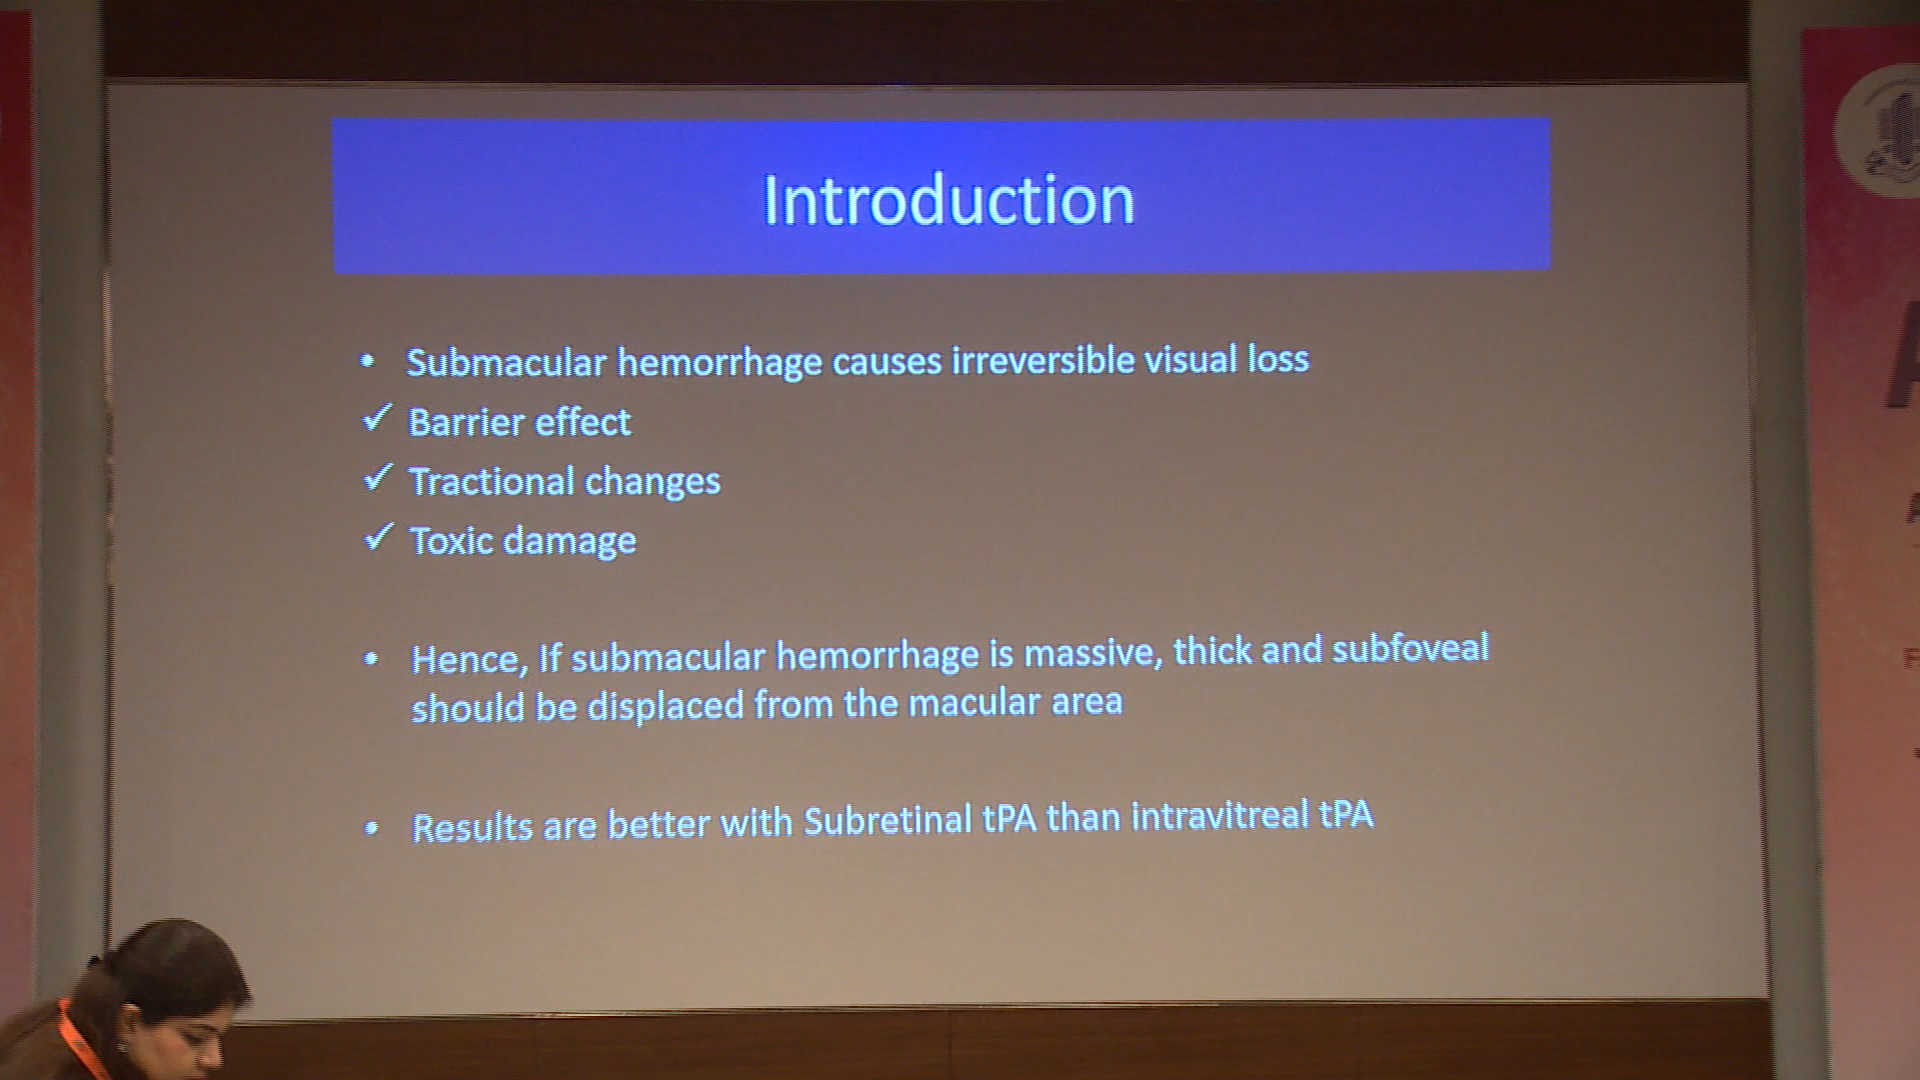 Introduction
• Submacular hemorrhage causes irreversible visual loss
✓ Barrier effect
✓ Tractional changes
✓ Toxic damage
• Hence, If submacular hemorrhage is massive, thick and subfoveal
should be displaced from the macular area
• Results are better with Subretinal tPA than intravitreal tPA